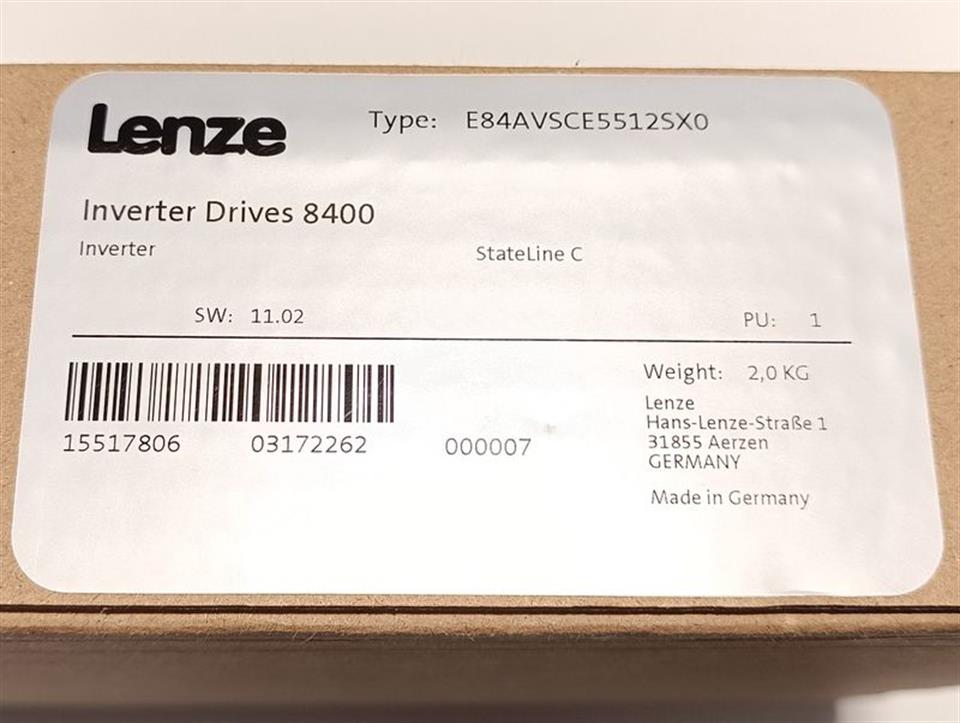 Lenze Type: E84AVSCE5512SX0
Inverter Drives 8400
Inverter StateLine C
SW: 11.02 PU: 1
Weight: 2,0 KG
Lenze
Hans-Lenze-Straße 1
31855 Aerzen
GERMANY
15517806 03172262 000007
Made in Germany